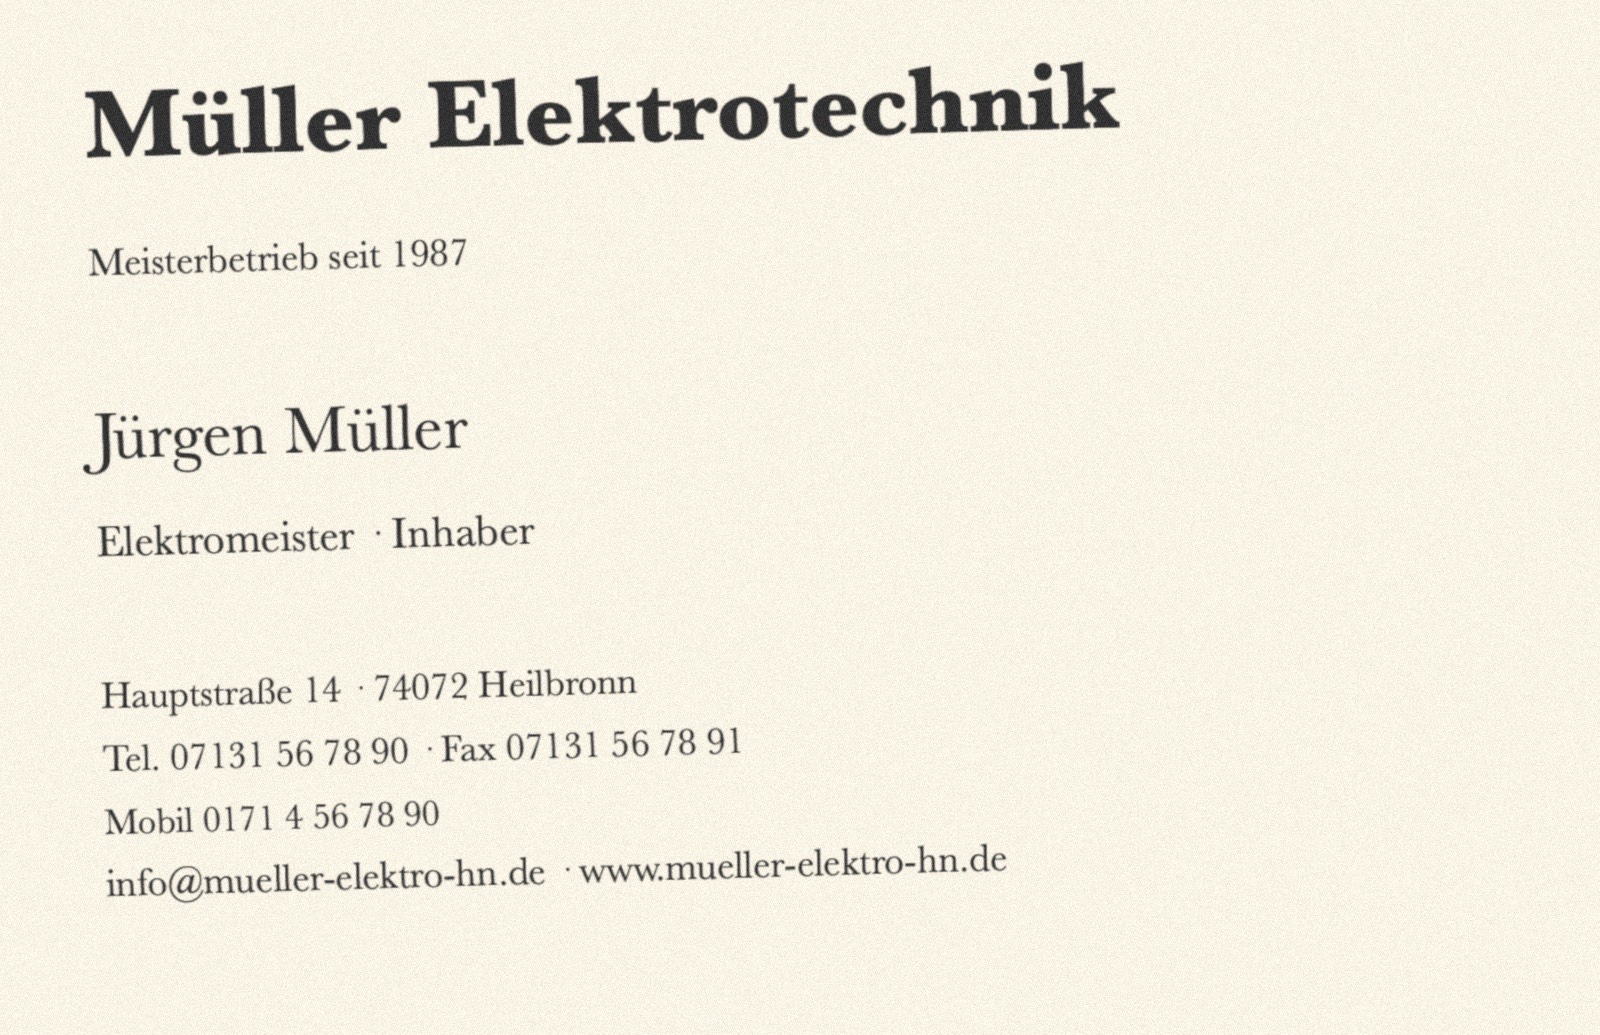 Müller Elektrotechnik
Meisterbetrieb seit 1987
Jürgen Müller
Elektromeister · Inhaber
Hauptstraße 14 · 74072 Heilbronn
Tel. 07131 56 78 90 · Fax 07131 56 78 91
Mobil 0171 4 56 78 90
info@mueller-elektro-hn.de · www.mueller-elektro-hn.de